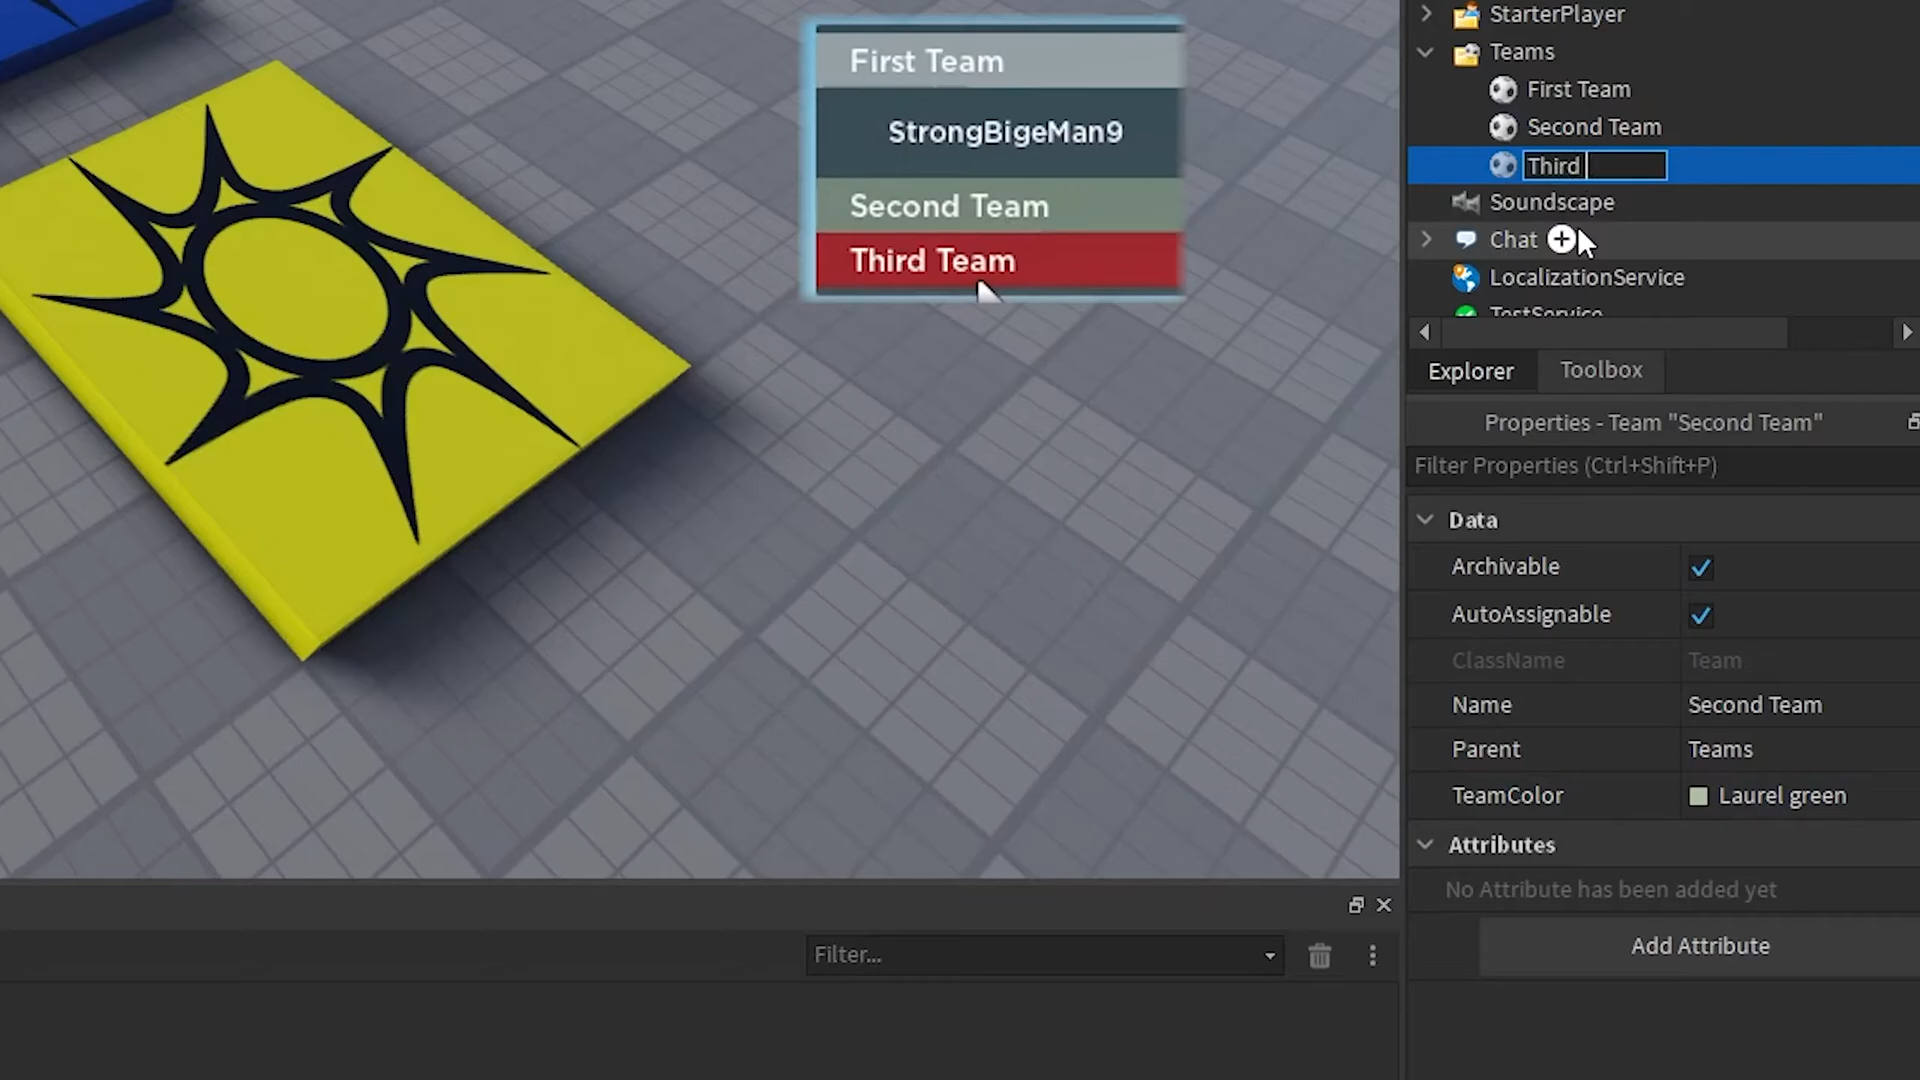 First Team
StrongBigeMan9
Second Team
Third Team
StarterPlayer
Teams
First Team
Second Team
Third
Soundscape
Chat
LocalizationService
TestService
Explorer
Toolbox
Properties - Team "Second Team"
Filter Properties (Ctrl+Shift+P)
Data
Archivable
AutoAssignable
ClassName Team
Name Second Team
Parent Teams
TeamColor Laurel green
Attributes
No Attribute has been added yet
Add Attribute
Filter...